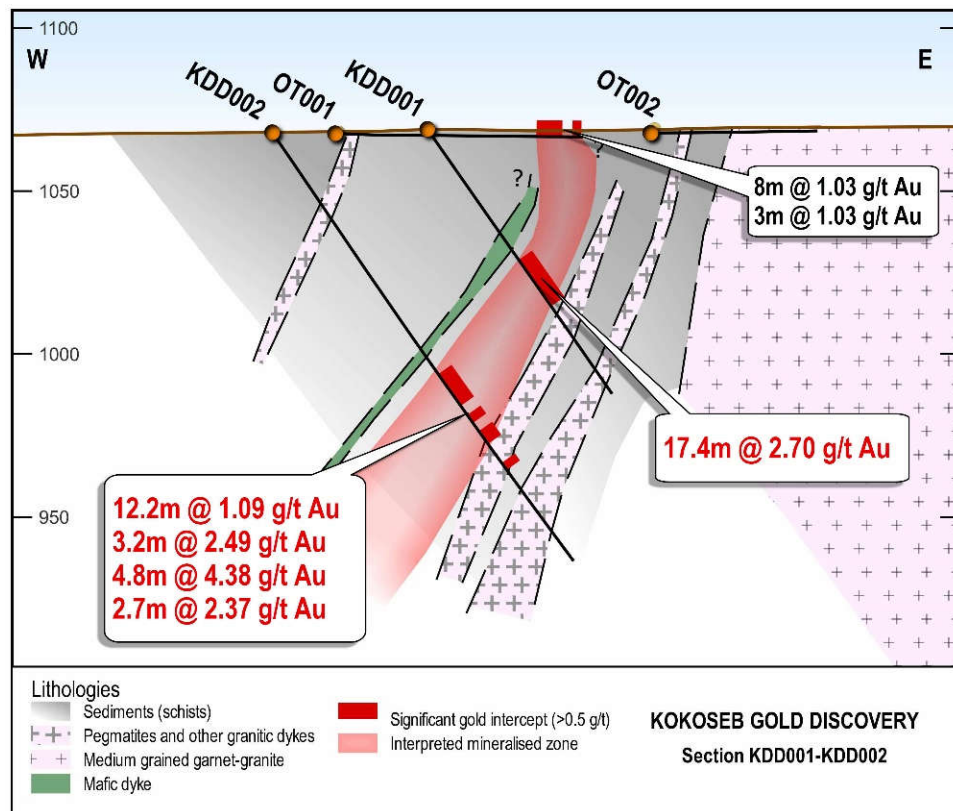 1100
W
E
KDD002
OT001
KDD001
OT002
8m @ 1.03 g/t Au
3m @ 1.03 g/t Au
1050
?
?
1000
17.4m @ 2.70 g/t Au
950
12.2m @ 1.09 g/t Au
3.2m @ 2.49 g/t Au
4.8m @ 4.38 g/t Au
2.7m @ 2.37 g/t Au
Lithologies
Sediments (schists)
Pegmatites and other granitic dykes
Medium grained garnet-granite
Mafic dyke
Significant gold intercept (>0.5 g/t)
Interpreted mineralised zone
KOKOSEB GOLD DISCOVERY
Section KDD001-KDD002